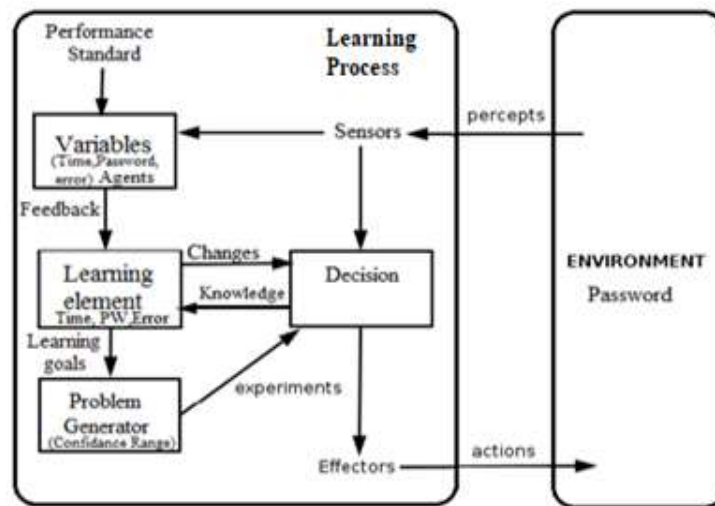 Performance
Standard
Learning
Process
Variables
(Time,Password,
error) Agents
Sensors
percepts
Feedback
Changes
Learning
element
Time, PW,Error
Knowledge
Decision
ENVIRONMENT
Password
Learning
goals
experiments
Problem
Generator
(Confidance Range)
Effectors
actions